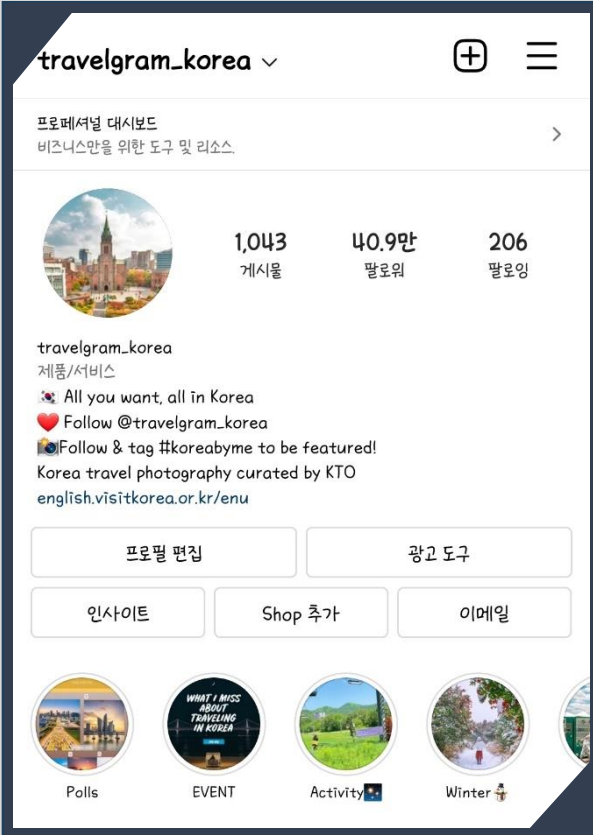 travelgram_korea
프로페셔널 대시보드
비즈니스만을 위한 도구 및 리소스.
1,043 40.9만 206
게시물 팔로워 팔로잉
travelgram_korea
제품/서비스
🇰🇷 All you want, all in Korea
❤️ Follow @travelgram_korea
📸Follow & tag #koreabyme to be featured!
Korea travel photography curated by KTO
english.visitkorea.or.kr/enu
프로필 편집 광고 도구
인사이트 Shop 추가 이메일
WHAT I MISS
ABOUT
TRAVELING
IN KOREA
Polls EVENT Activity🎇 Winter⛄